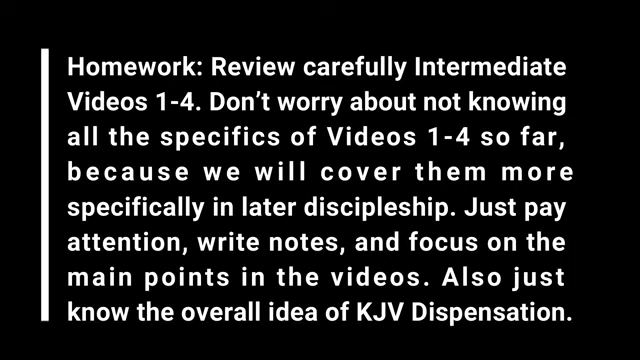 Homework: Review carefully Intermediate
Videos 1-4. Don’t worry about not knowing
all the specifics of Videos 1-4 so far,
because we will cover them more
specifically in later discipleship. Just pay
attention, write notes, and focus on the
main points in the videos. Also just
know the overall idea of KJV Dispensation.